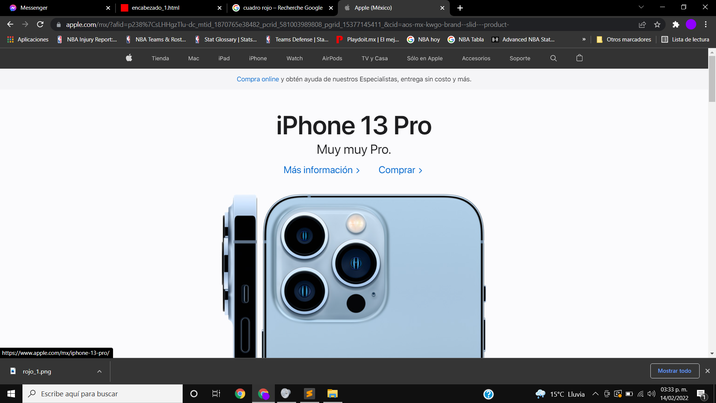 Messenger
encabezado_1.html
cuadro rojo – Recherche Google
Apple (México)
apple.com/mx/?afid=p238%7CsLHHgzTlu-dc_mtid_1870765e38482_pcrid_581003989808_pgrid_15377145411_&cid=aos-mx-kwgo-brand--slid---product-
Aplicaciones
NBA Injury Report:...
NBA Teams & Rost...
Stat Glossary | Stats...
Teams Defense | Sta...
Playdoit.mx | El mej...
NBA hoy
NBA Tabla
Advanced NBA Stat...
»
Otros marcadores
Lista de lectura
Tienda
Mac
iPad
iPhone
Watch
AirPods
TV y Casa
Sólo en Apple
Accesorios
Soporte
Compra online y obtén ayuda de nuestros Especialistas, entrega sin costo y más.
iPhone 13 Pro
Muy muy Pro.
Más información >
Comprar >
https://www.apple.com/mx/iphone-13-pro/
rojo_1.png
Mostrar todo
Escribe aquí para buscar
15°C Lluvia
03:33 p. m.
14/02/2022